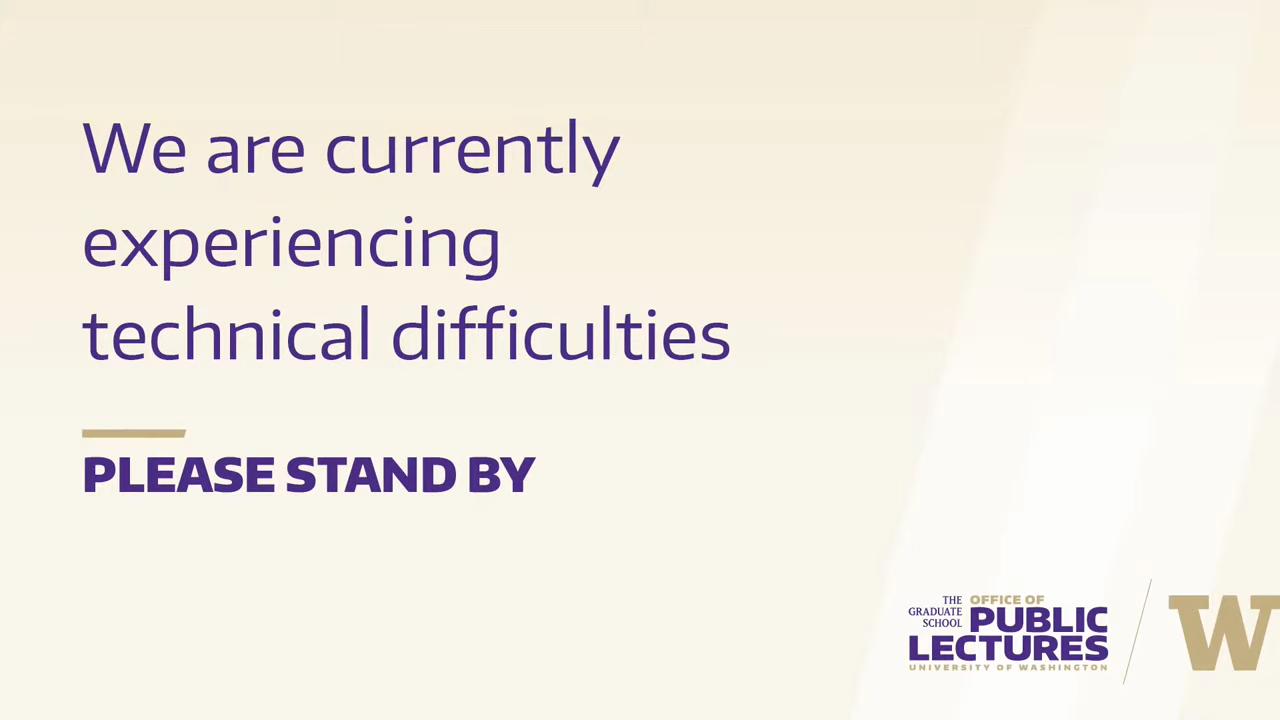 We are currently
experiencing
technical difficulties
PLEASE STAND BY
THE
GRADUATE
SCHOOL
OFFICE OF
PUBLIC
LECTURES
UNIVERSITY OF WASHINGTON
W